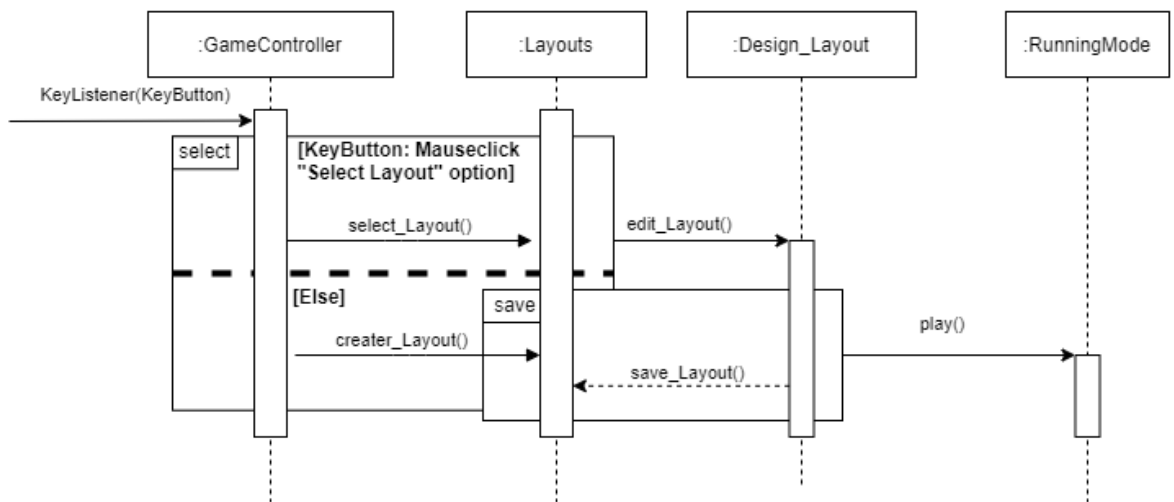 :GameController
:Layouts
:Design_Layout
:RunningMode
KeyListener(KeyButton)
select
[KeyButton: Mauseclick
"Select Layout" option]
select_Layout()
edit_Layout()
[Else]
save
creater_Layout()
play()
save_Layout()